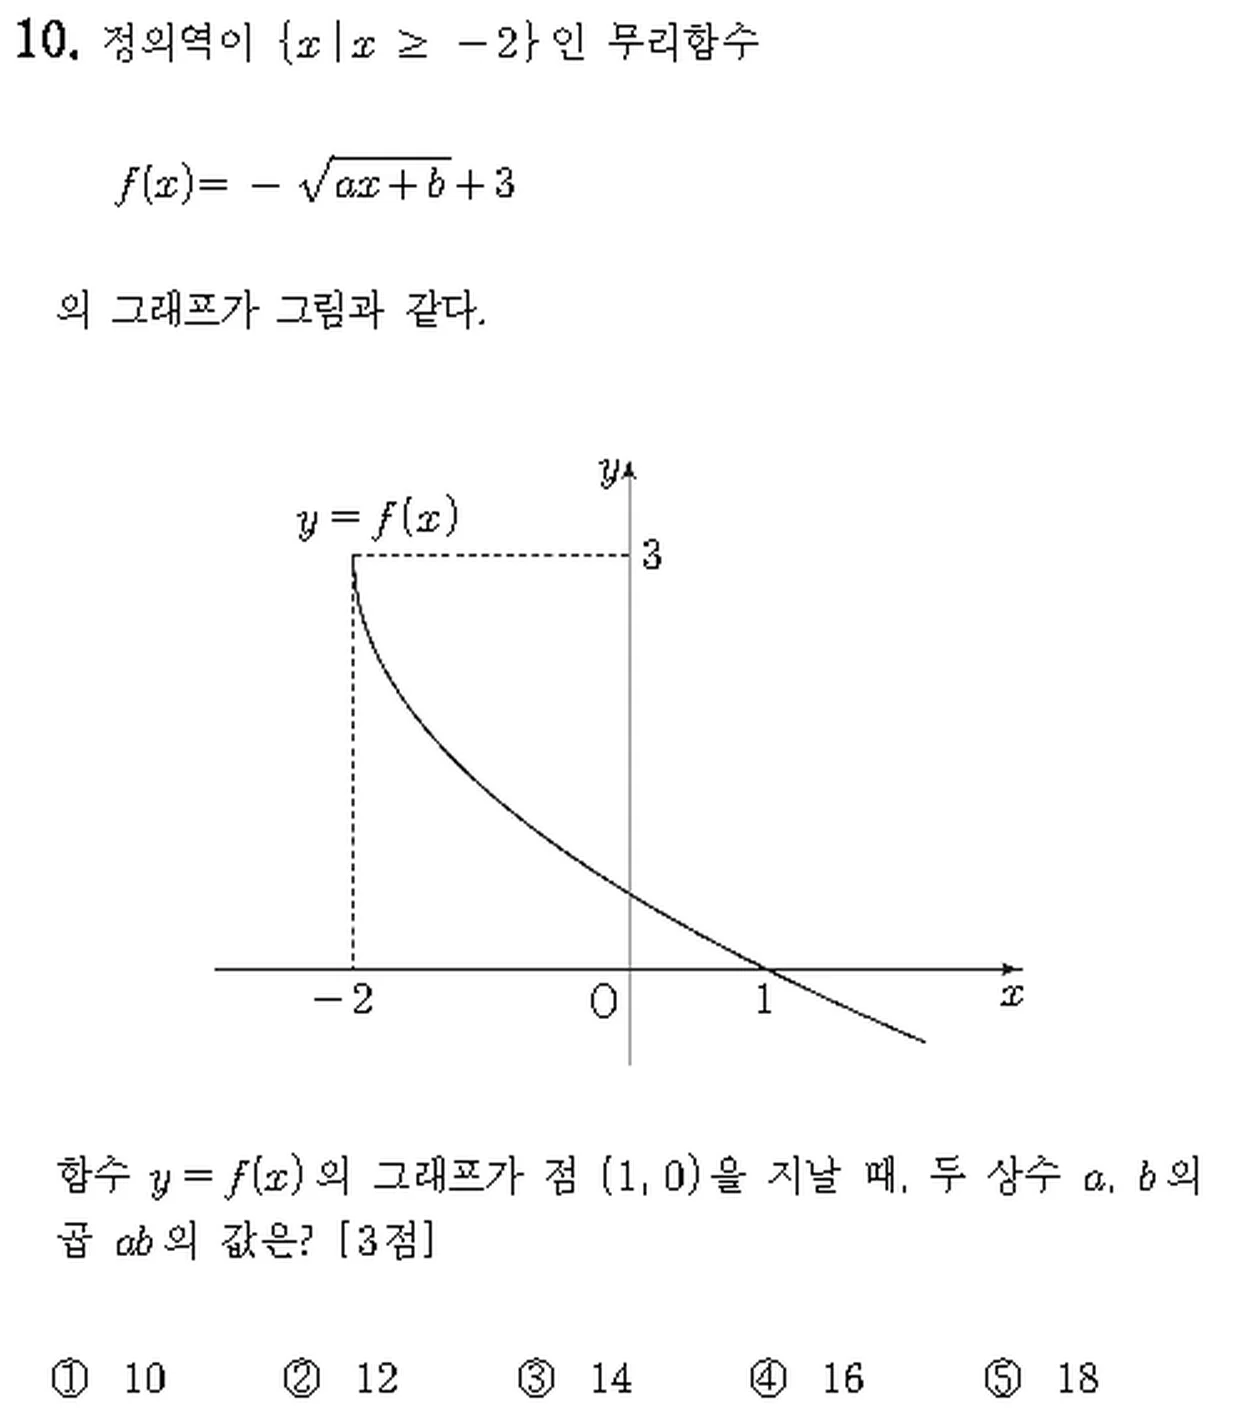 10. 정의역이 {x | x ≥ -2}인 무리함수
f(x) = -√(ax+b) + 3
의 그래프가 그림과 같다.
y
y = f(x)
3
-2 O 1 x
함수 y = f(x)의 그래프가 점 (1, 0)을 지날 때, 두 상수 a, b의
곱 ab의 값은? [3점]
① 10 ② 12 ③ 14 ④ 16 ⑤ 18